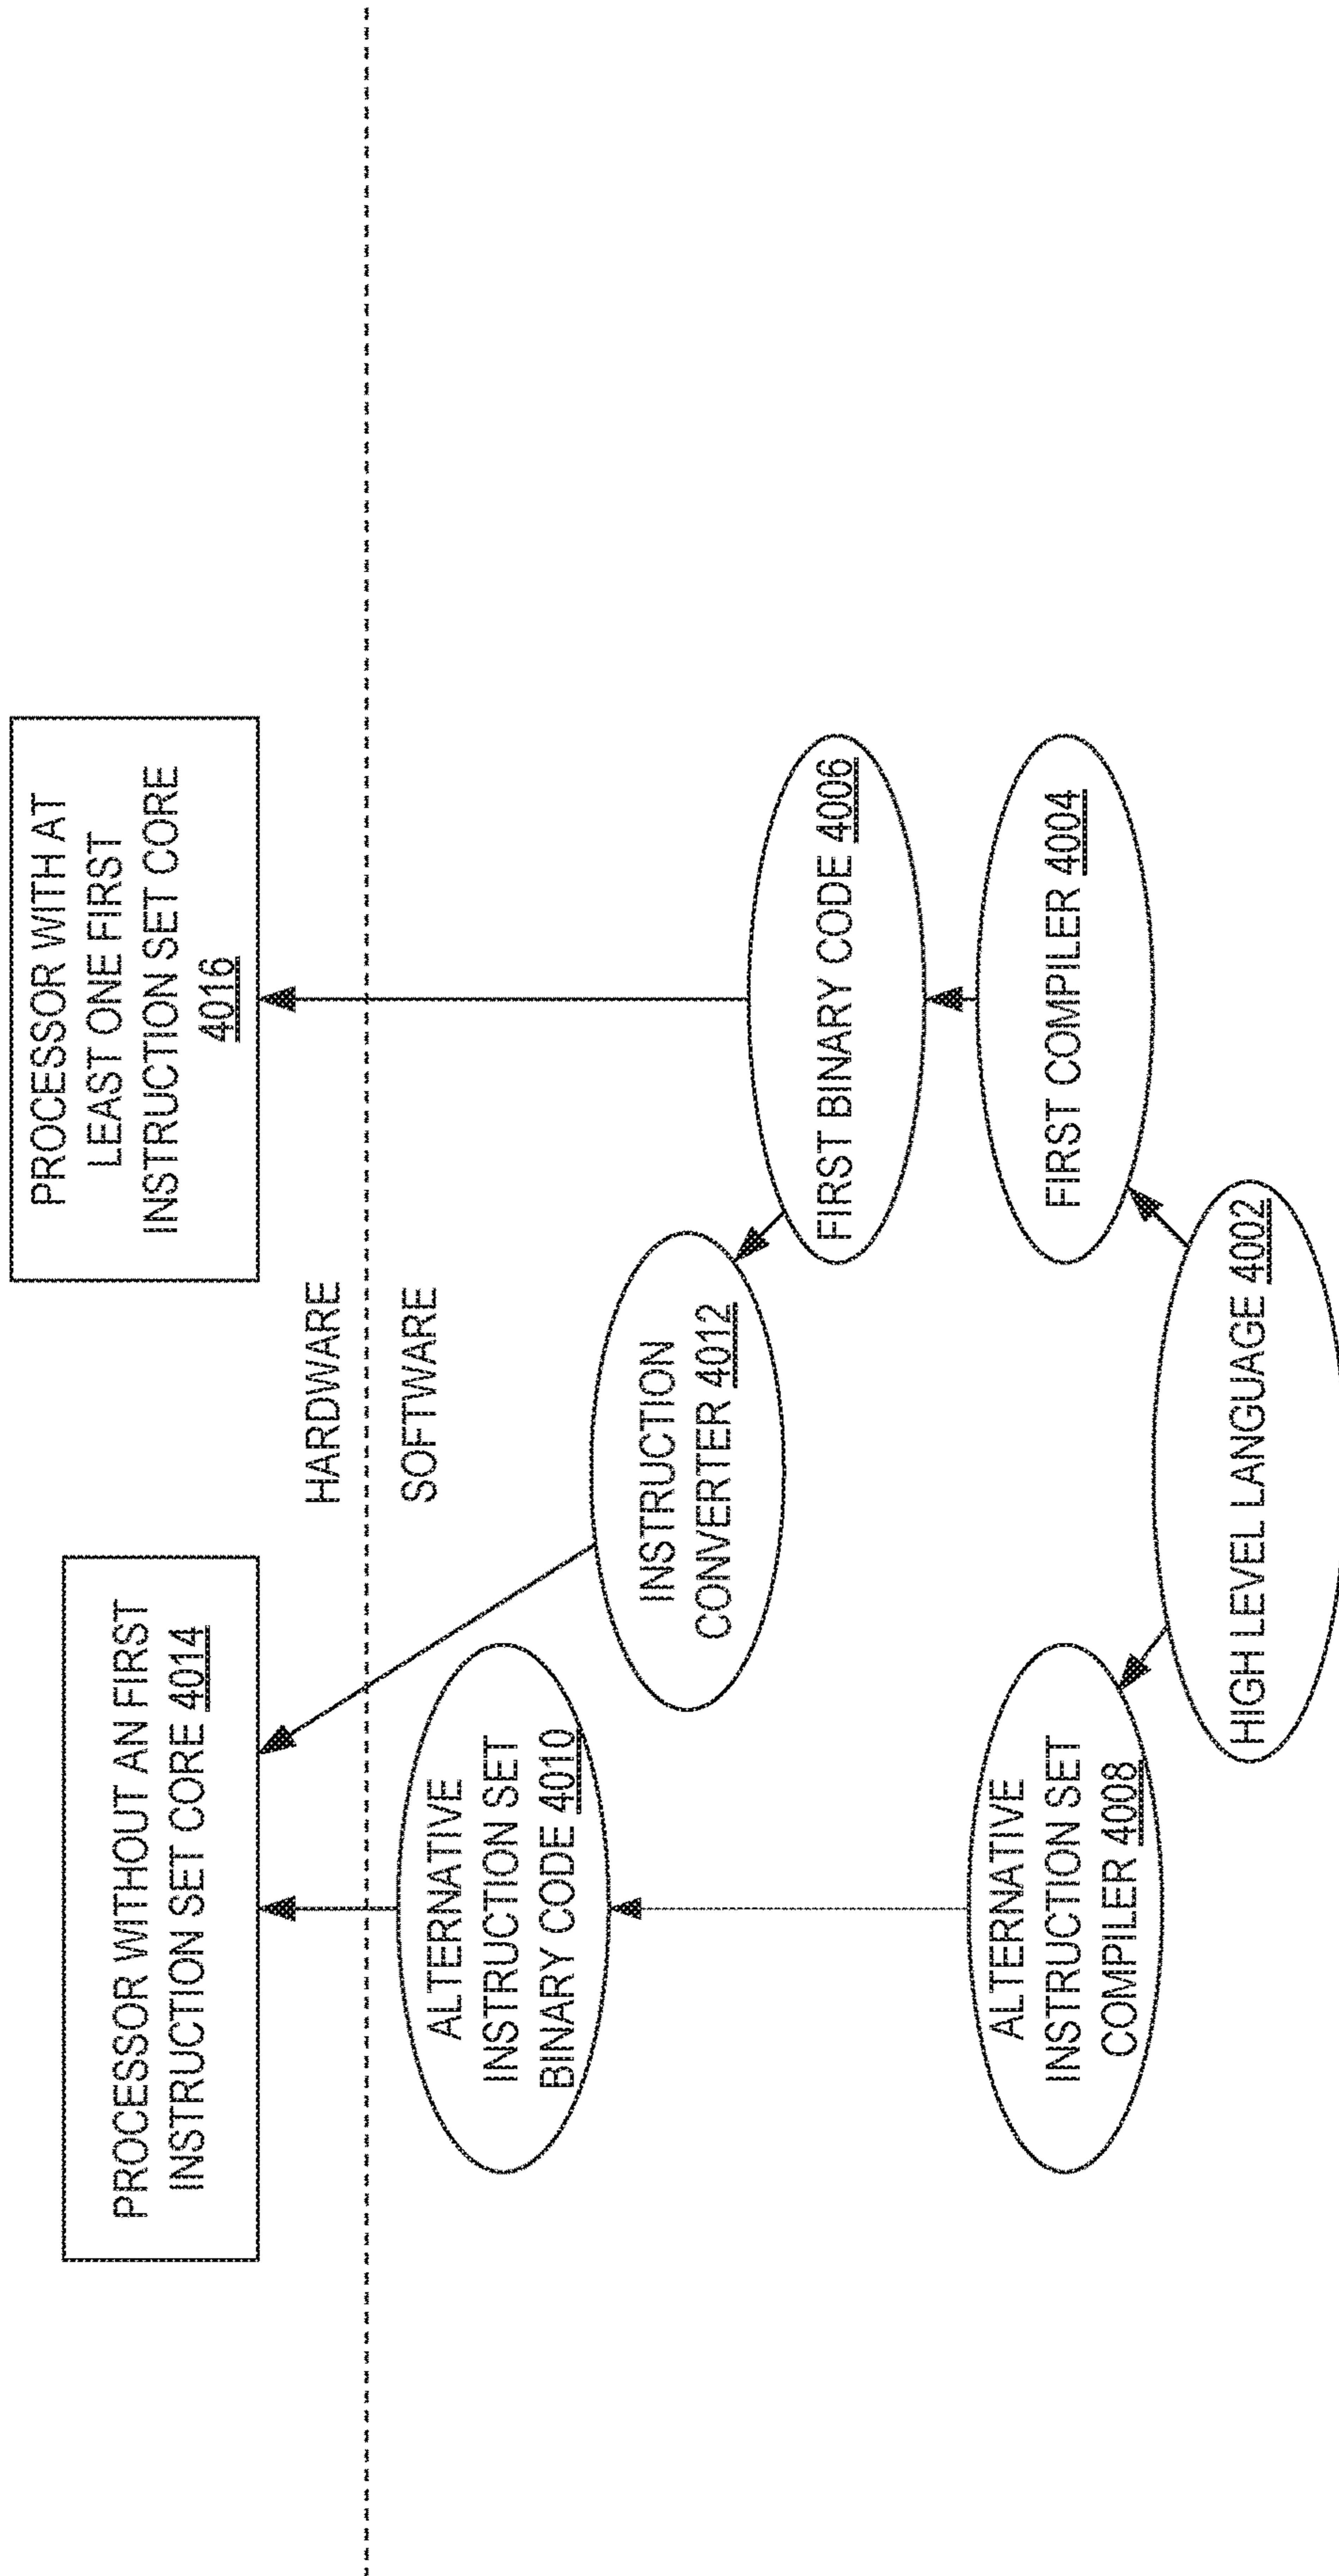 PROCESSOR WITHOUT AN FIRST
INSTRUCTION SET CORE 4014
PROCESSOR WITH AT
LEAST ONE FIRST
INSTRUCTION SET CORE
4016
HARDWARE
SOFTWARE
ALTERNATIVE
INSTRUCTION SET
BINARY CODE 4010
INSTRUCTION
CONVERTER 4012
FIRST BINARY CODE 4006
ALTERNATIVE
INSTRUCTION SET
COMPILER 4008
FIRST COMPILER 4004
HIGH LEVEL LANGUAGE 4002